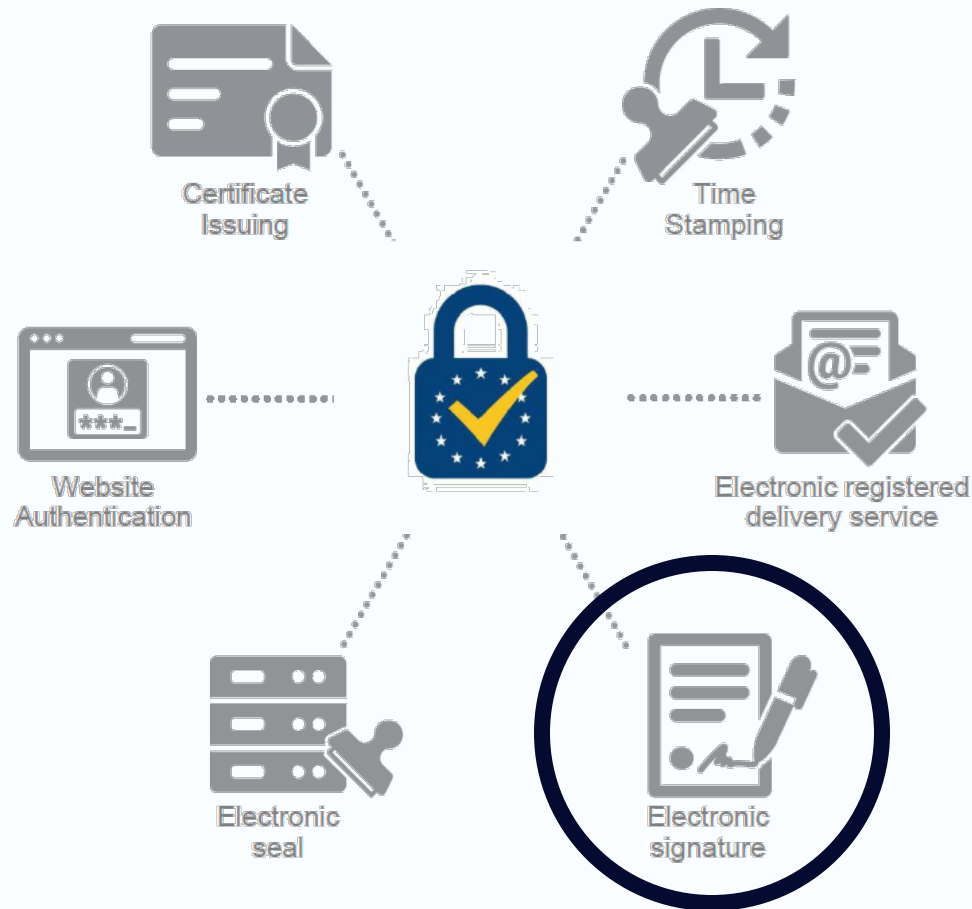 Certificate
Issuing
Time
Stamping
@
***_
Website
Authentication
Electronic registered
delivery service
Electronic
seal
Electronic
signature